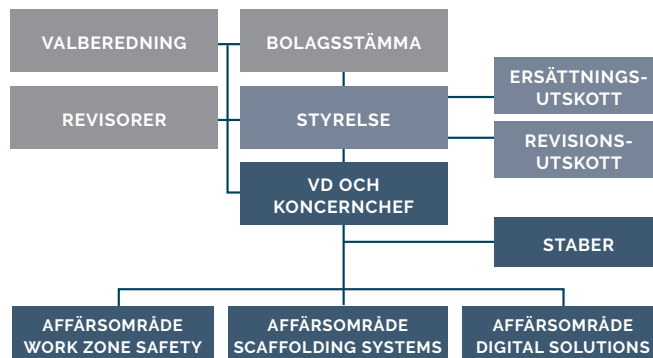 VALBEREDNING
BOLAGSSTÄMMA
ERSÄTTNINGS-
UTSKOTT
REVISORER
STYRELSE
REVISIONS-
UTSKOTT
VD OCH
KONCERNCHEF
STABER
AFFÄRSOMRÅDE
WORK ZONE SAFETY
AFFÄRSOMRÅDE
SCAFFOLDING SYSTEMS
AFFÄRSOMRÅDE
DIGITAL SOLUTIONS